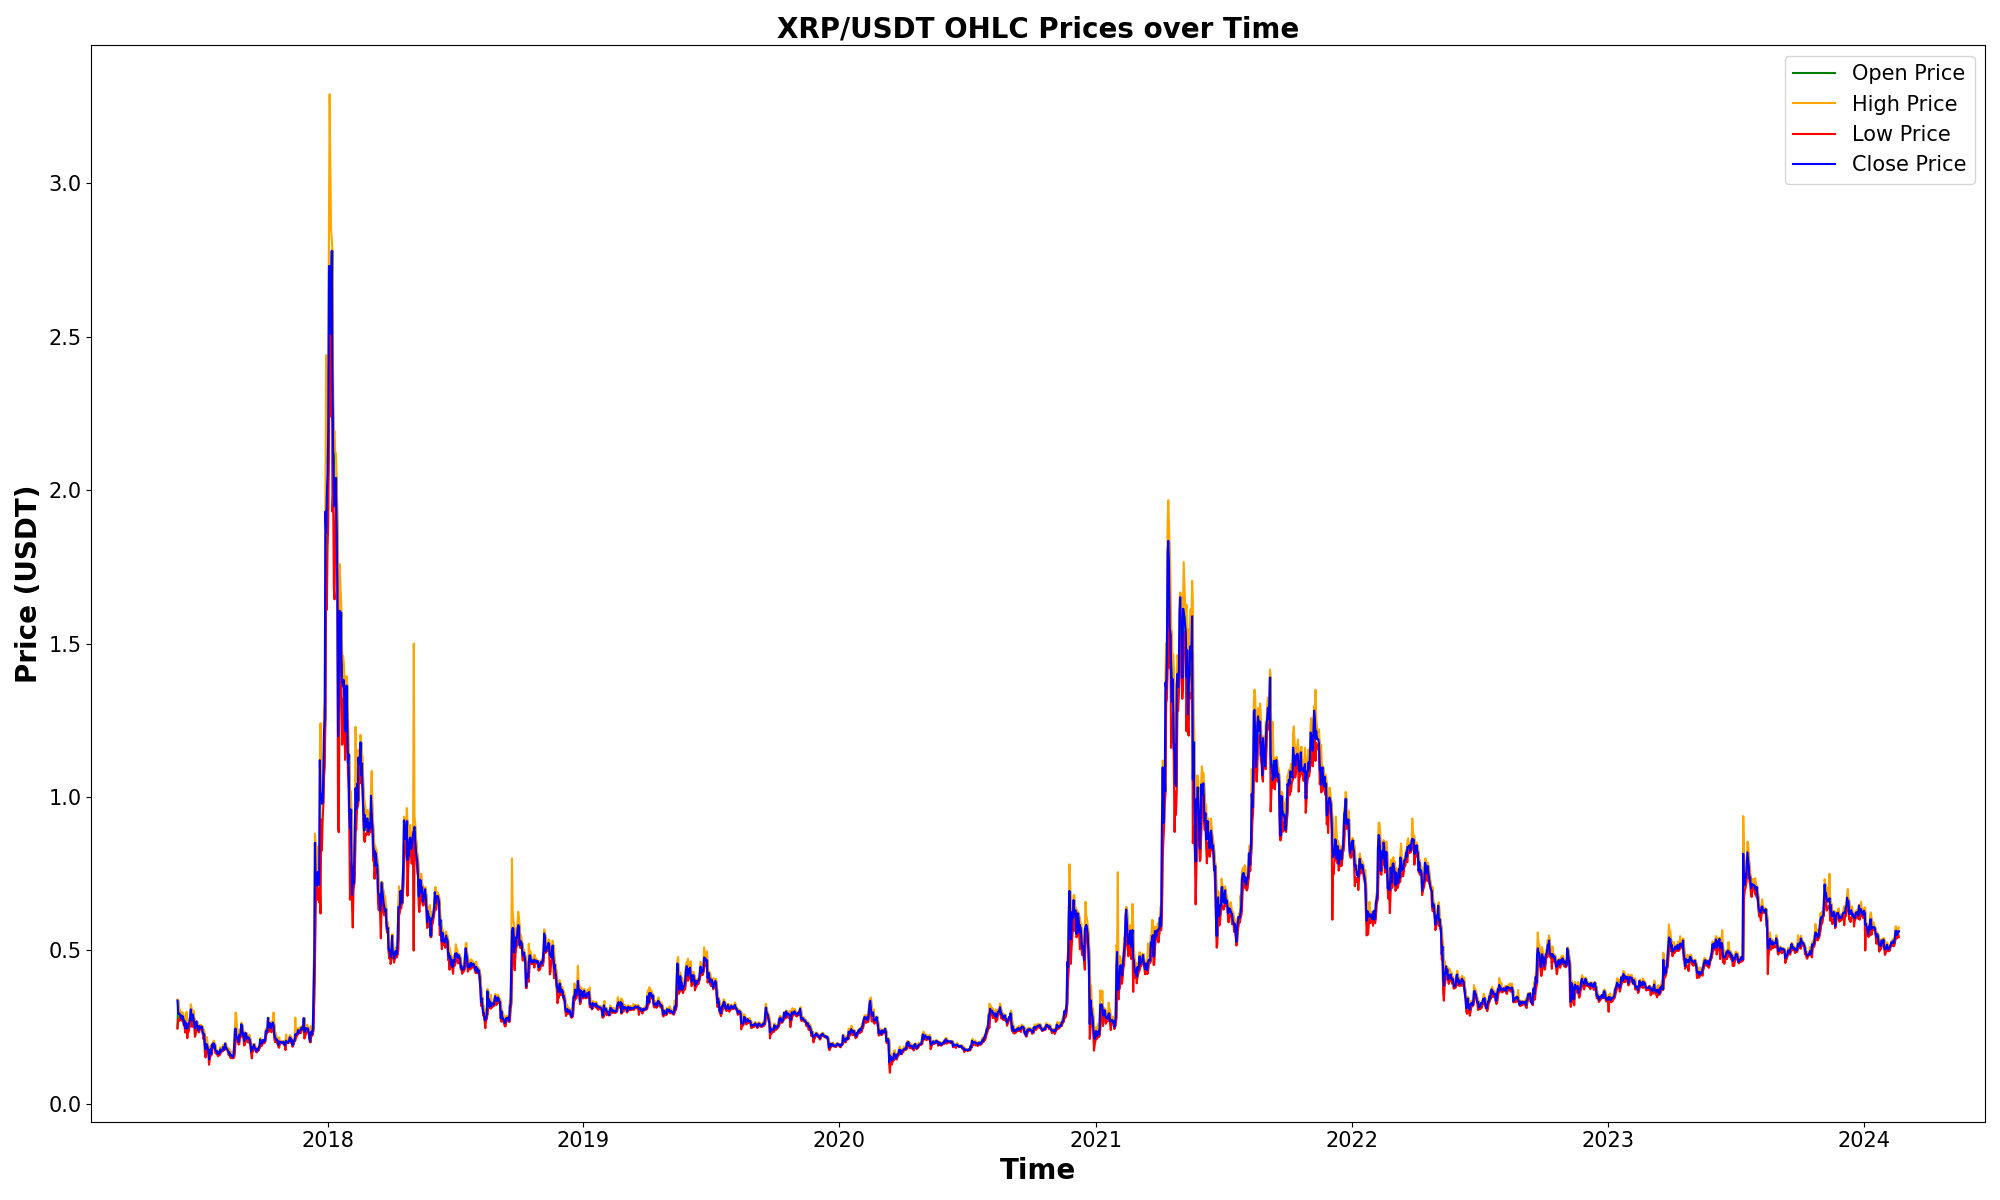 XRP/USDT OHLC Prices over Time
Open Price
High Price
Low Price
Close Price
Price (USDT)
3.0
2.5
2.0
1.5
1.0
0.5
0.0
2018 2019 2020 2021 2022 2023 2024
Time